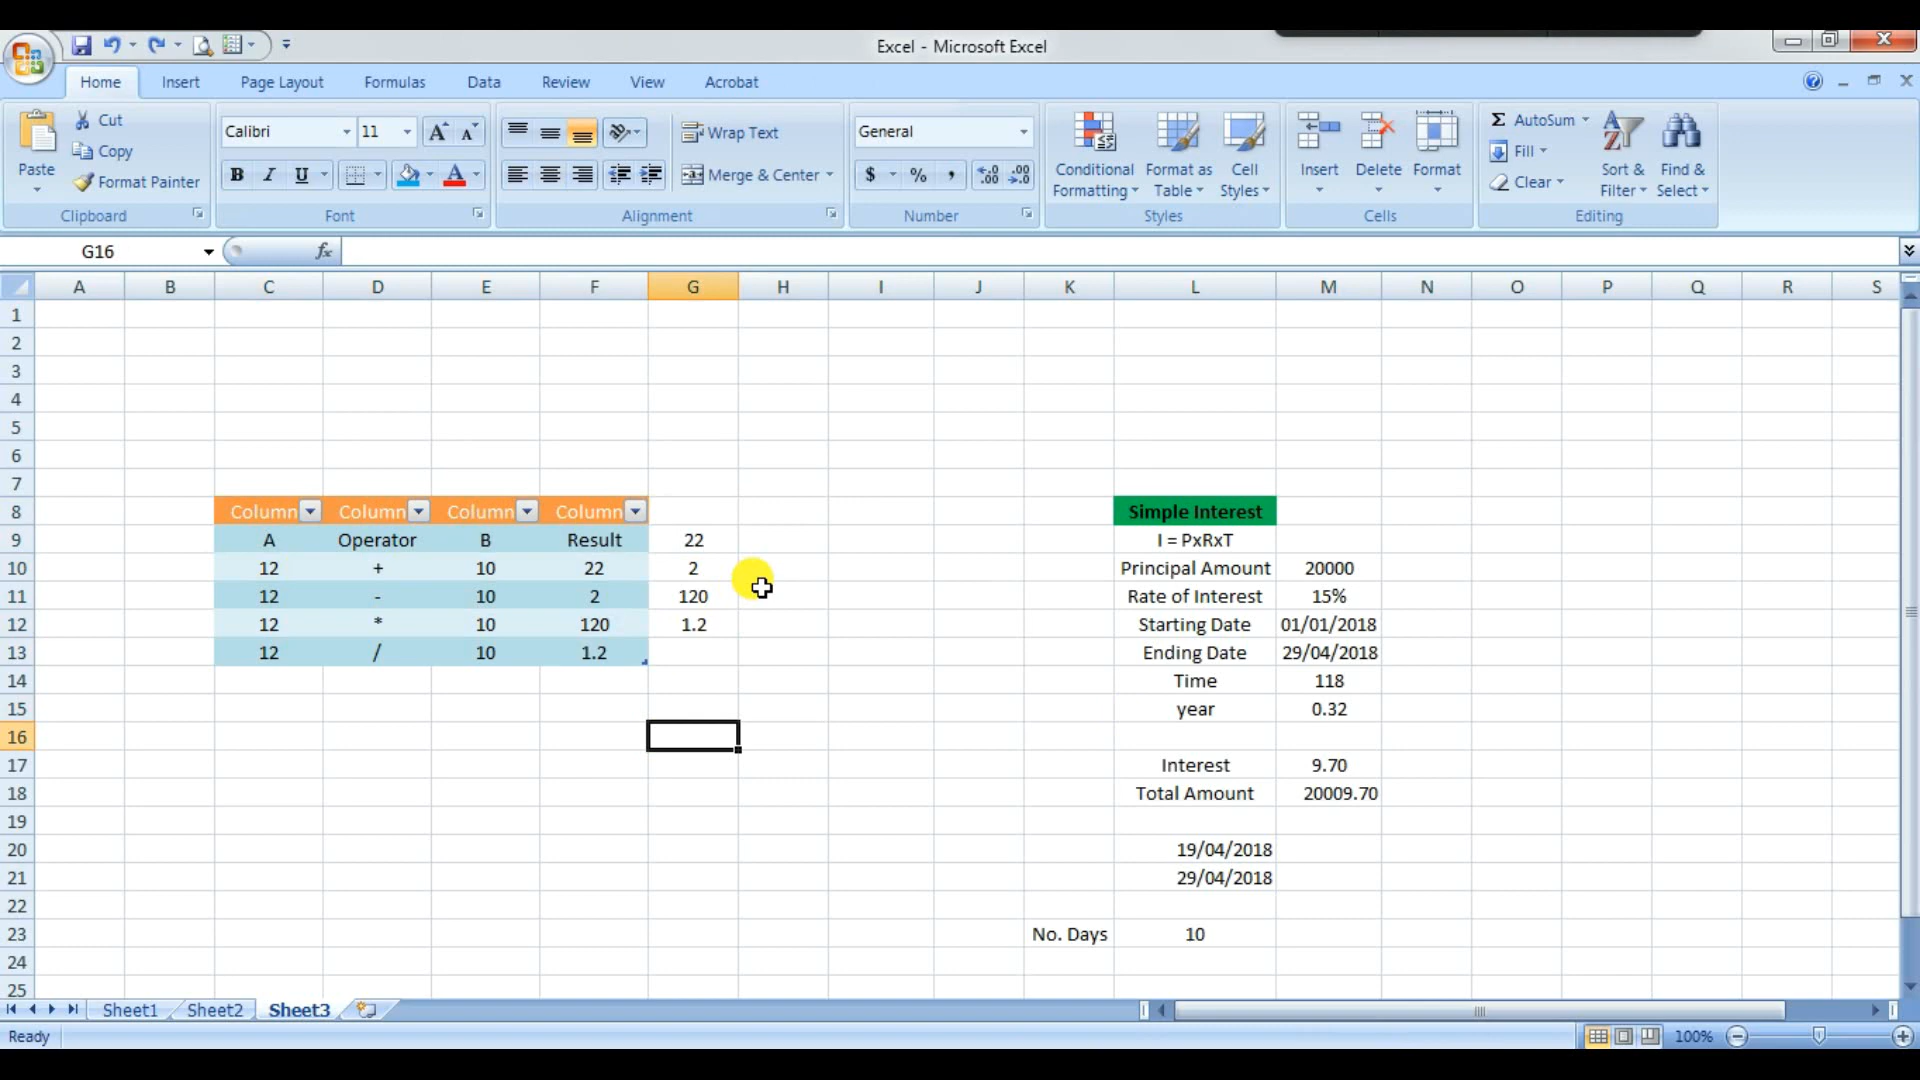 Excel - Microsoft Excel
Home Insert Page Layout Formulas Data Review View Acrobat
Paste
Cut
Copy
Format Painter
Clipboard
Calibri 11
B I U
Font
Wrap Text
Merge & Center
Alignment
General
$ % ,
Number
Conditional Formatting
Format as Table
Cell Styles
Styles
Insert Delete Format
Cells
Σ AutoSum
Fill
Clear
Sort & Filter
Find & Select
Editing
G16 fx
A B C D E F G H I J K L M N O P Q R S
1
2
3
4
5
6
7
8 Column Column Column Column Simple Interest
9 A Operator B Result 22 I = PxRxT
10 12 + 10 22 2 Principal Amount 20000
11 12 - 10 2 120 Rate of Interest 15%
12 12 * 10 120 1.2 Starting Date 01/01/2018
13 12 / 10 1.2 Ending Date 29/04/2018
14 Time 118
15 year 0.32
16
17 Interest 9.70
18 Total Amount 20009.70
19
20 19/04/2018
21 29/04/2018
22
23 No. Days 10
24
25
Sheet1 Sheet2 Sheet3
Ready 100%